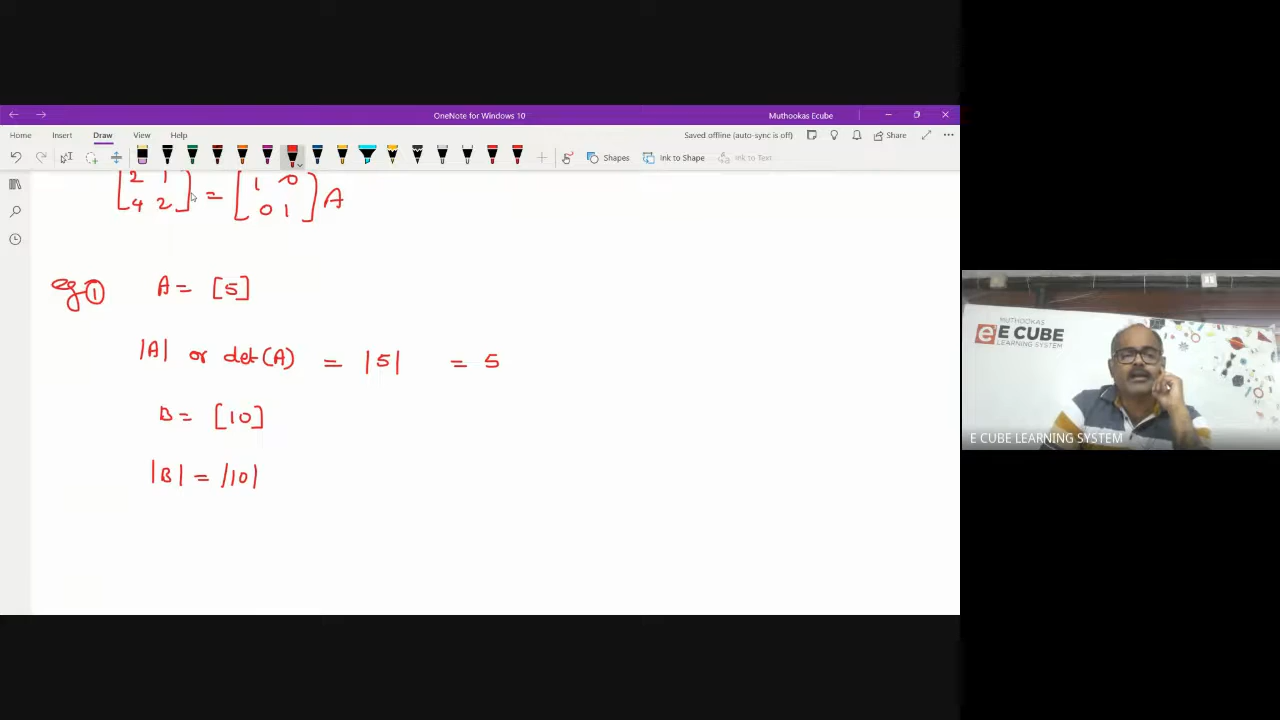 OneNote for Windows 10
Muthookas Ecube
Home Insert Draw View Help
Saved offline (auto-sync is off)
Share
Shapes
Ink to Shape
Ink to Text
[2 1
4 2] = [1 0
0 1] A
eg ① A = [5]
|A| or det(A) = |5| = 5
B = [10]
|B| = |10|
MUTHOOKAS
e E CUBE
LEARNING SYSTEM
E CUBE LEARNING SYSTEM